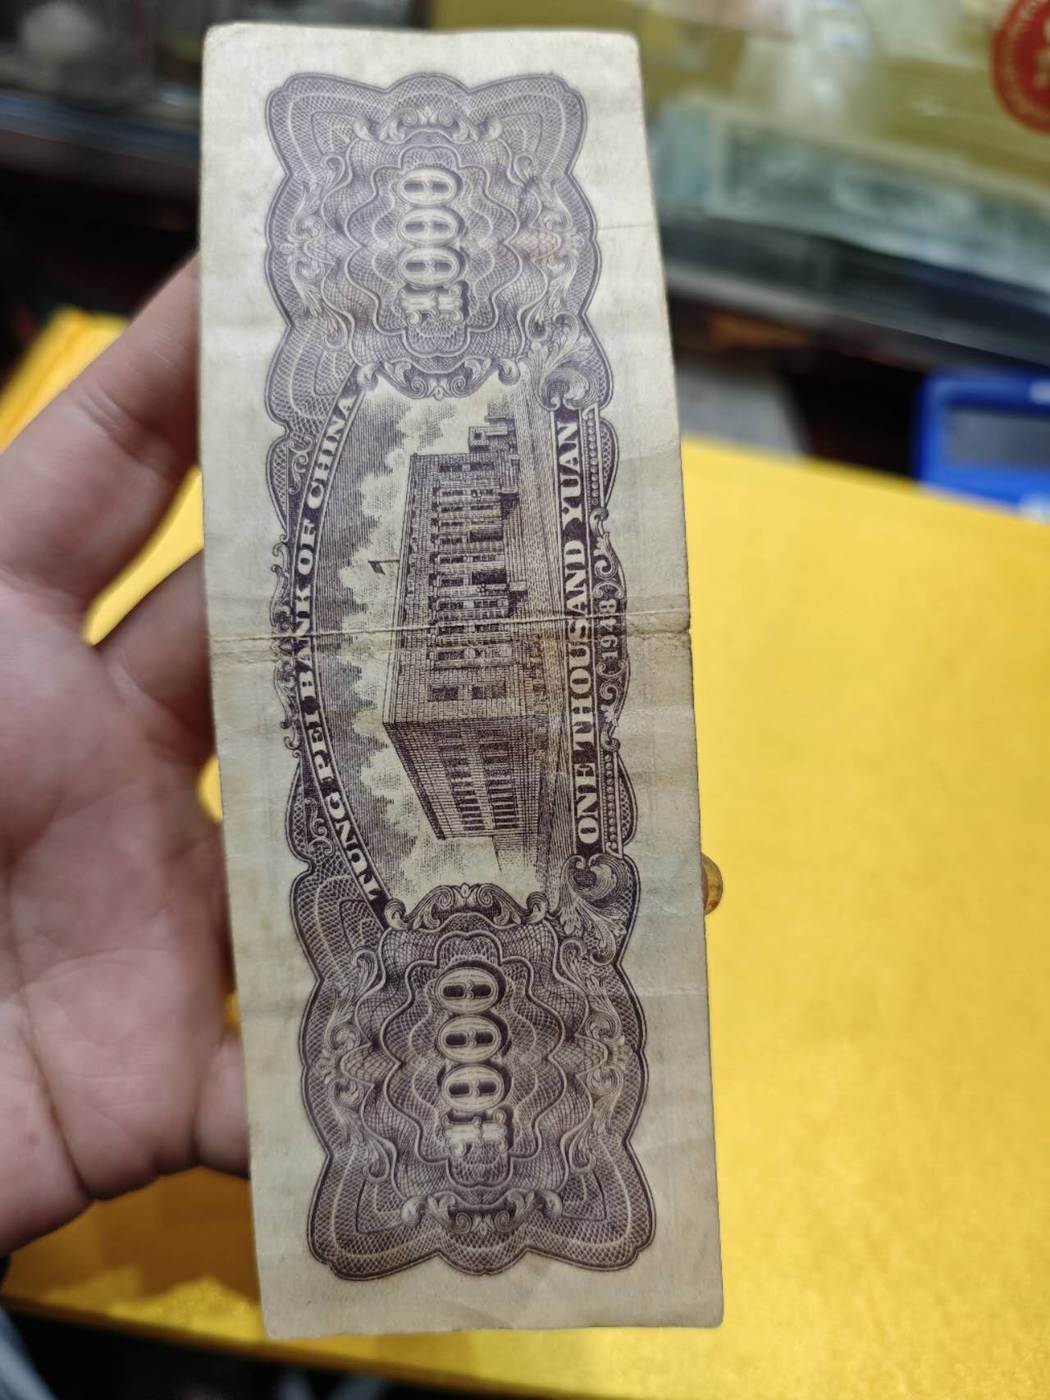 TUNG PEI BANK OF CHINA
1000
1000
ONE THOUSAND YUAN
(1948)